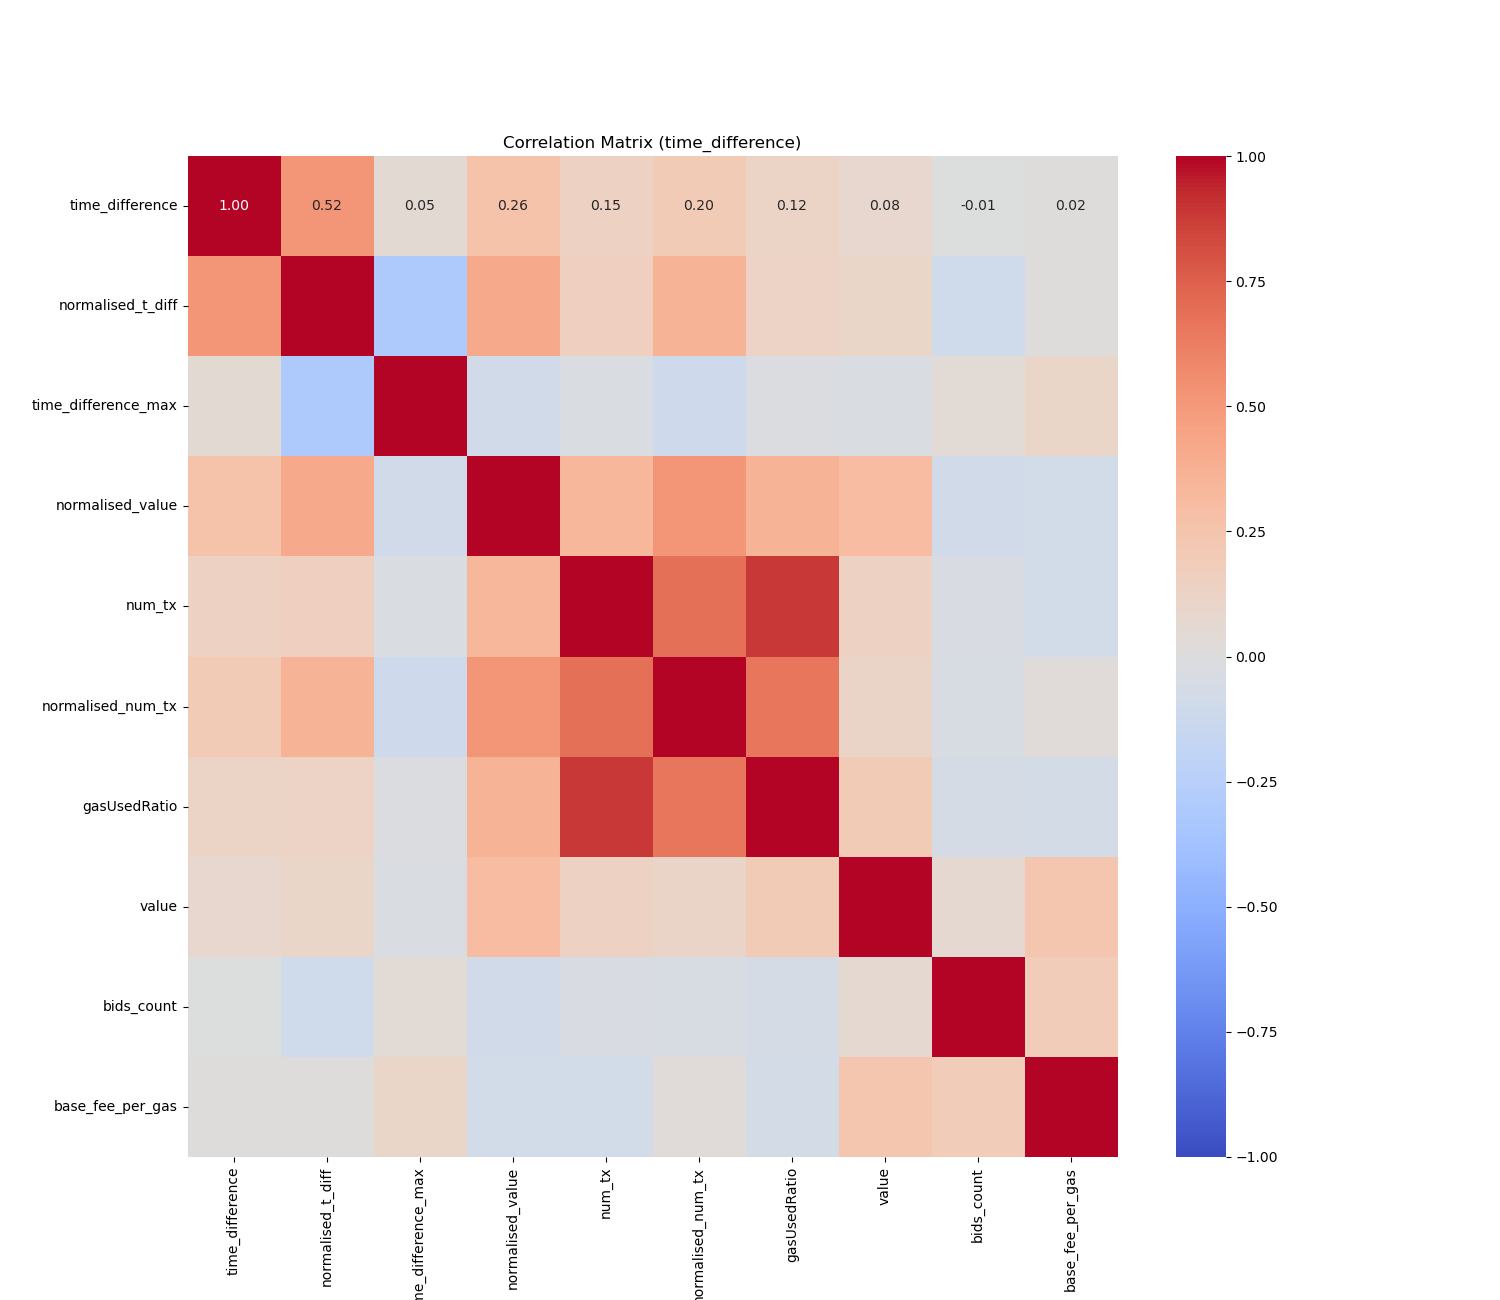 Correlation Matrix (time_difference)
time_difference
1.00 0.52 0.05 0.26 0.15 0.20 0.12 0.08 -0.01 0.02
normalised_t_diff
time_difference_max
normalised_value
num_tx
normalised_num_tx
gasUsedRatio
value
bids_count
base_fee_per_gas
time_difference
normalised_t_diff
me_difference_max
normalised_value
num_tx
ormalised_num_tx
gasUsedRatio
value
bids_count
base_fee_per_gas
1.00
0.75
0.50
0.25
0.00
−0.25
−0.50
−0.75
−1.00